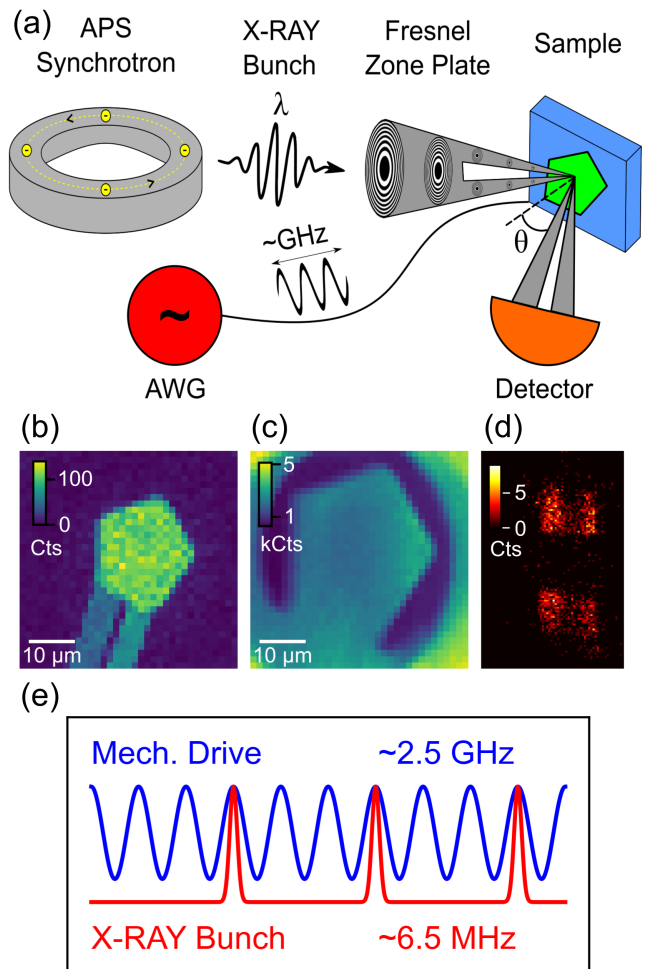 (a)
APS
Synchrotron
X-RAY
Bunch
Fresnel
Zone Plate
Sample
λ
~GHz
θ
~
AWG
Detector
(b)
(c)
(d)
100
0
Cts
10 μm
5
1
kCts
10 μm
5
0
Cts
(e)
Mech. Drive ~2.5 GHz
X-RAY Bunch ~6.5 MHz